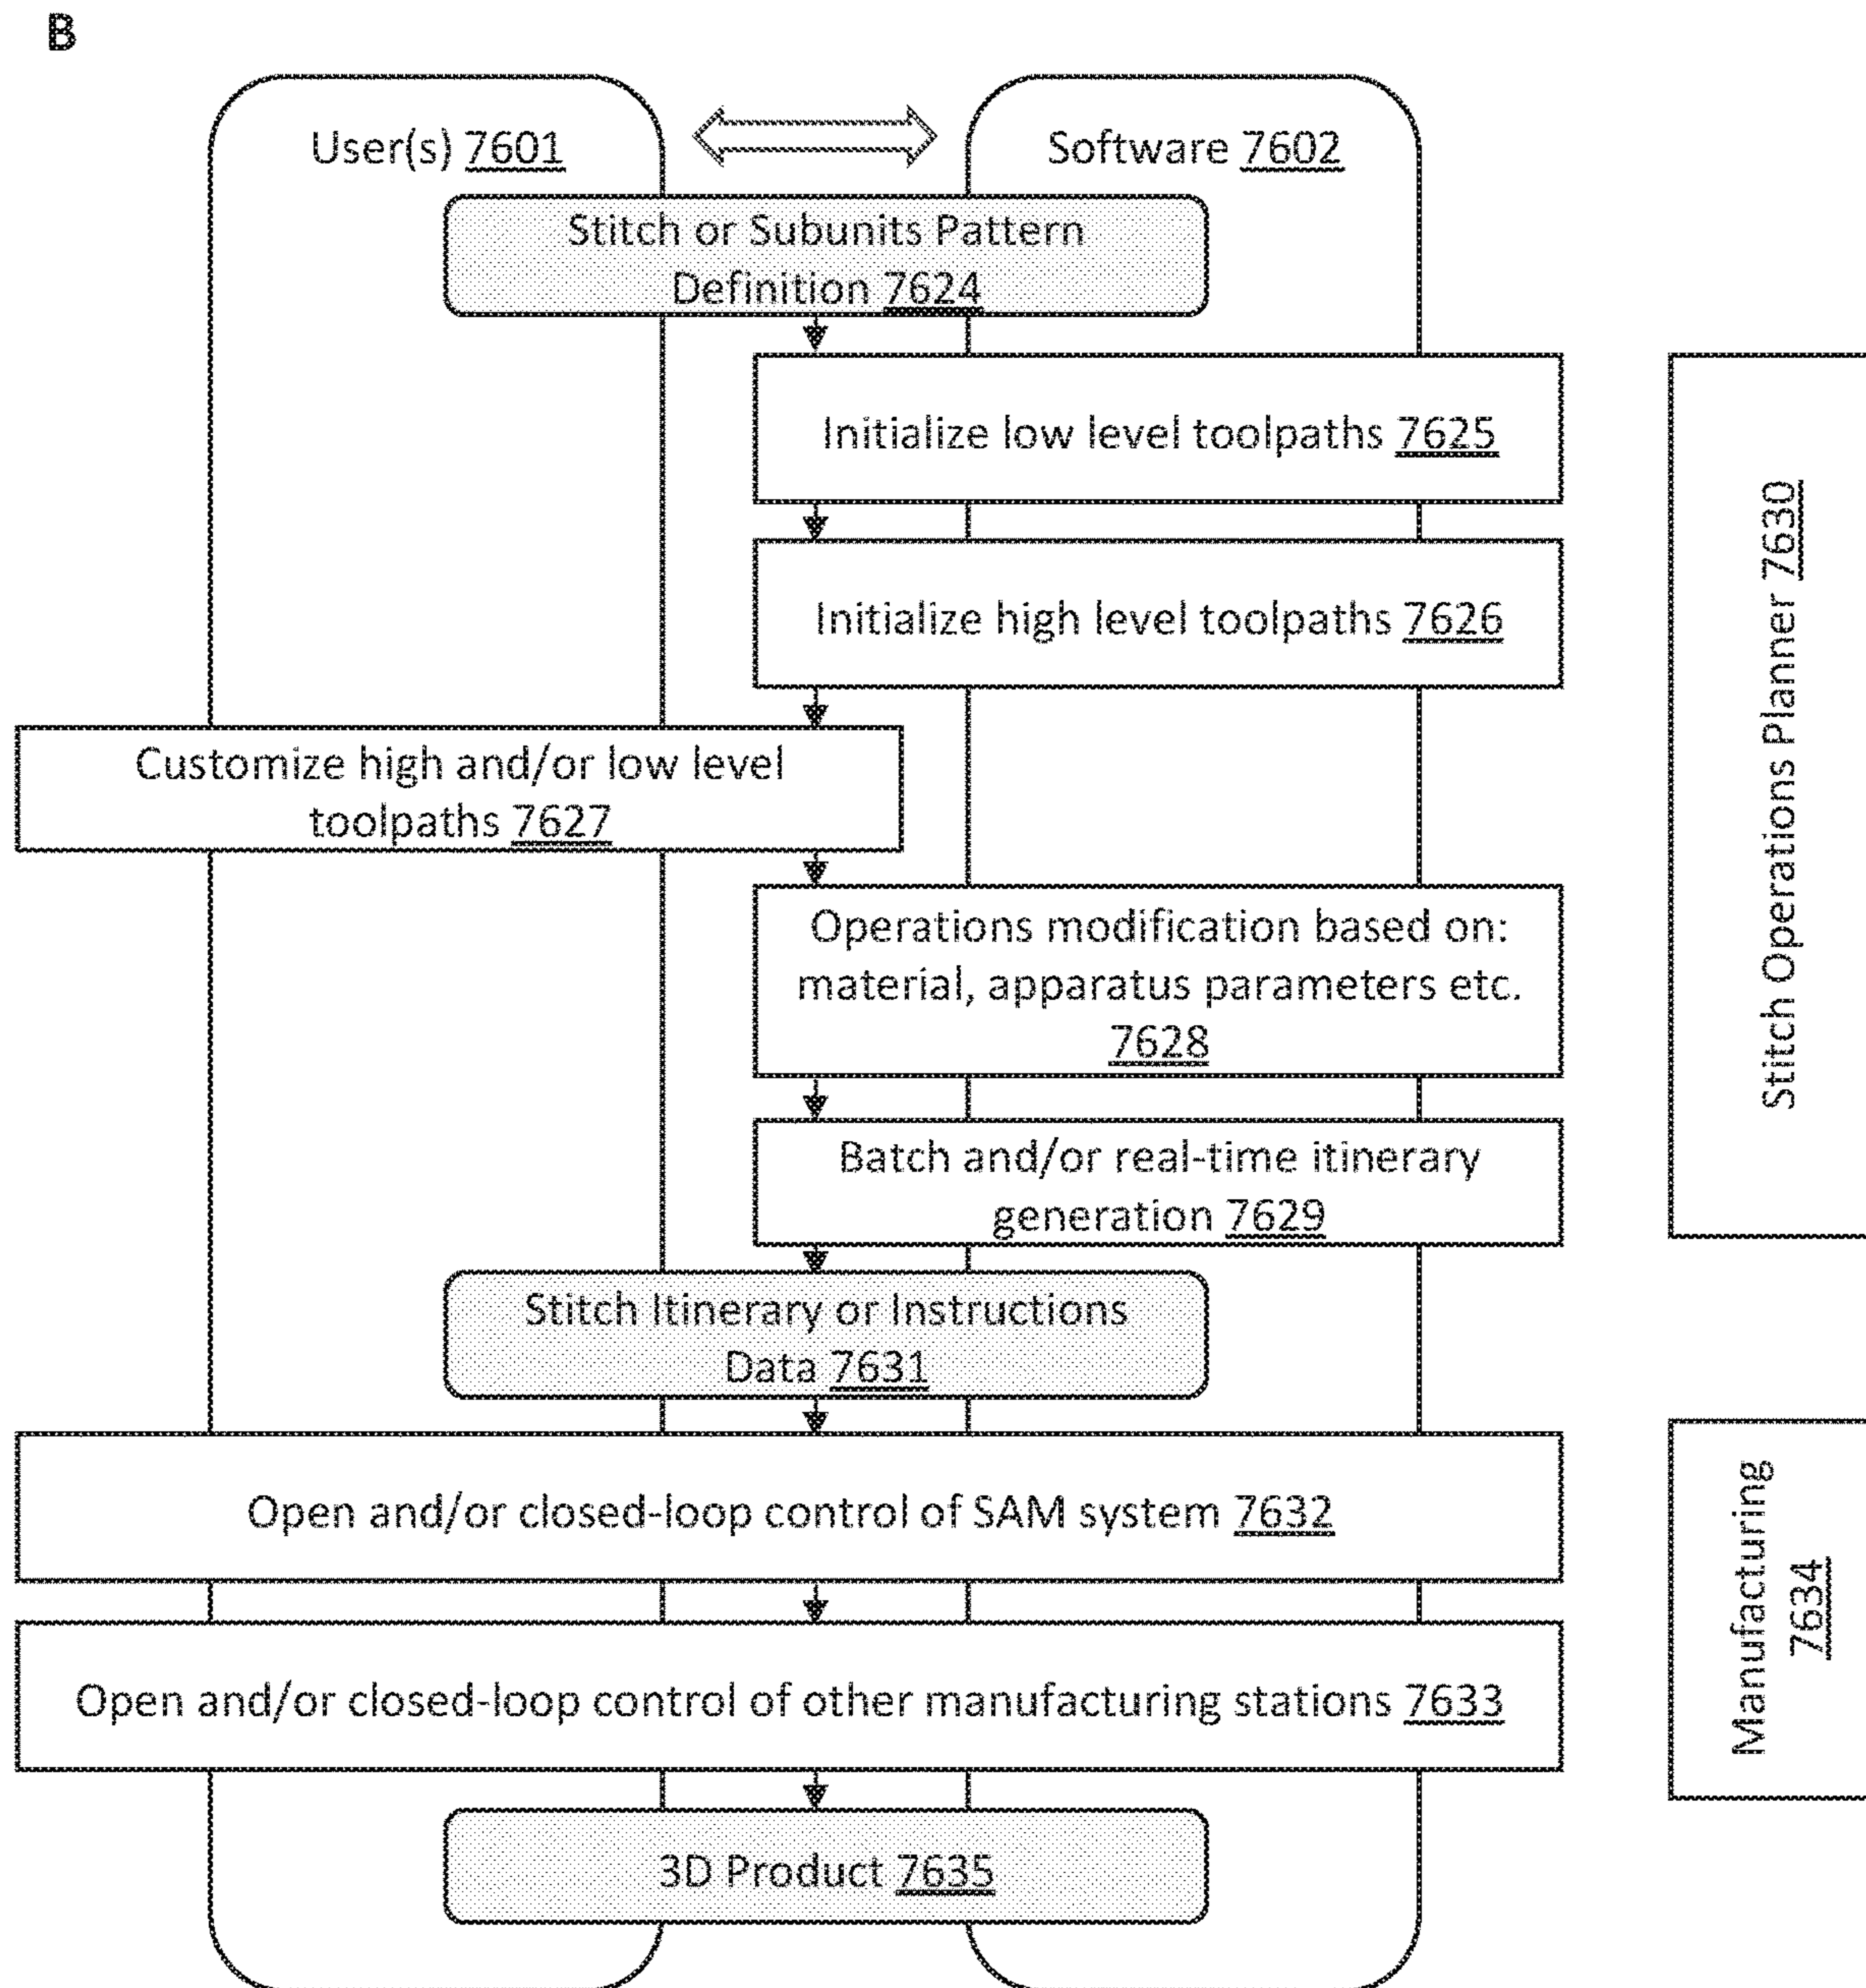 B
User(s) 7601
Software 7602
Stitch or Subunits Pattern
Definition 7624
Initialize low level toolpaths 7625
Initialize high level toolpaths 7626
Customize high and/or low level
toolpaths 7627
Operations modification based on:
material, apparatus parameters etc.
7628
Batch and/or real-time itinerary
generation 7629
Stitch Operations Planner 7630
Stitch Itinerary or Instructions
Data 7631
Open and/or closed-loop control of SAM system 7632
Open and/or closed-loop control of other manufacturing stations 7633
Manufacturing
7634
3D Product 7635